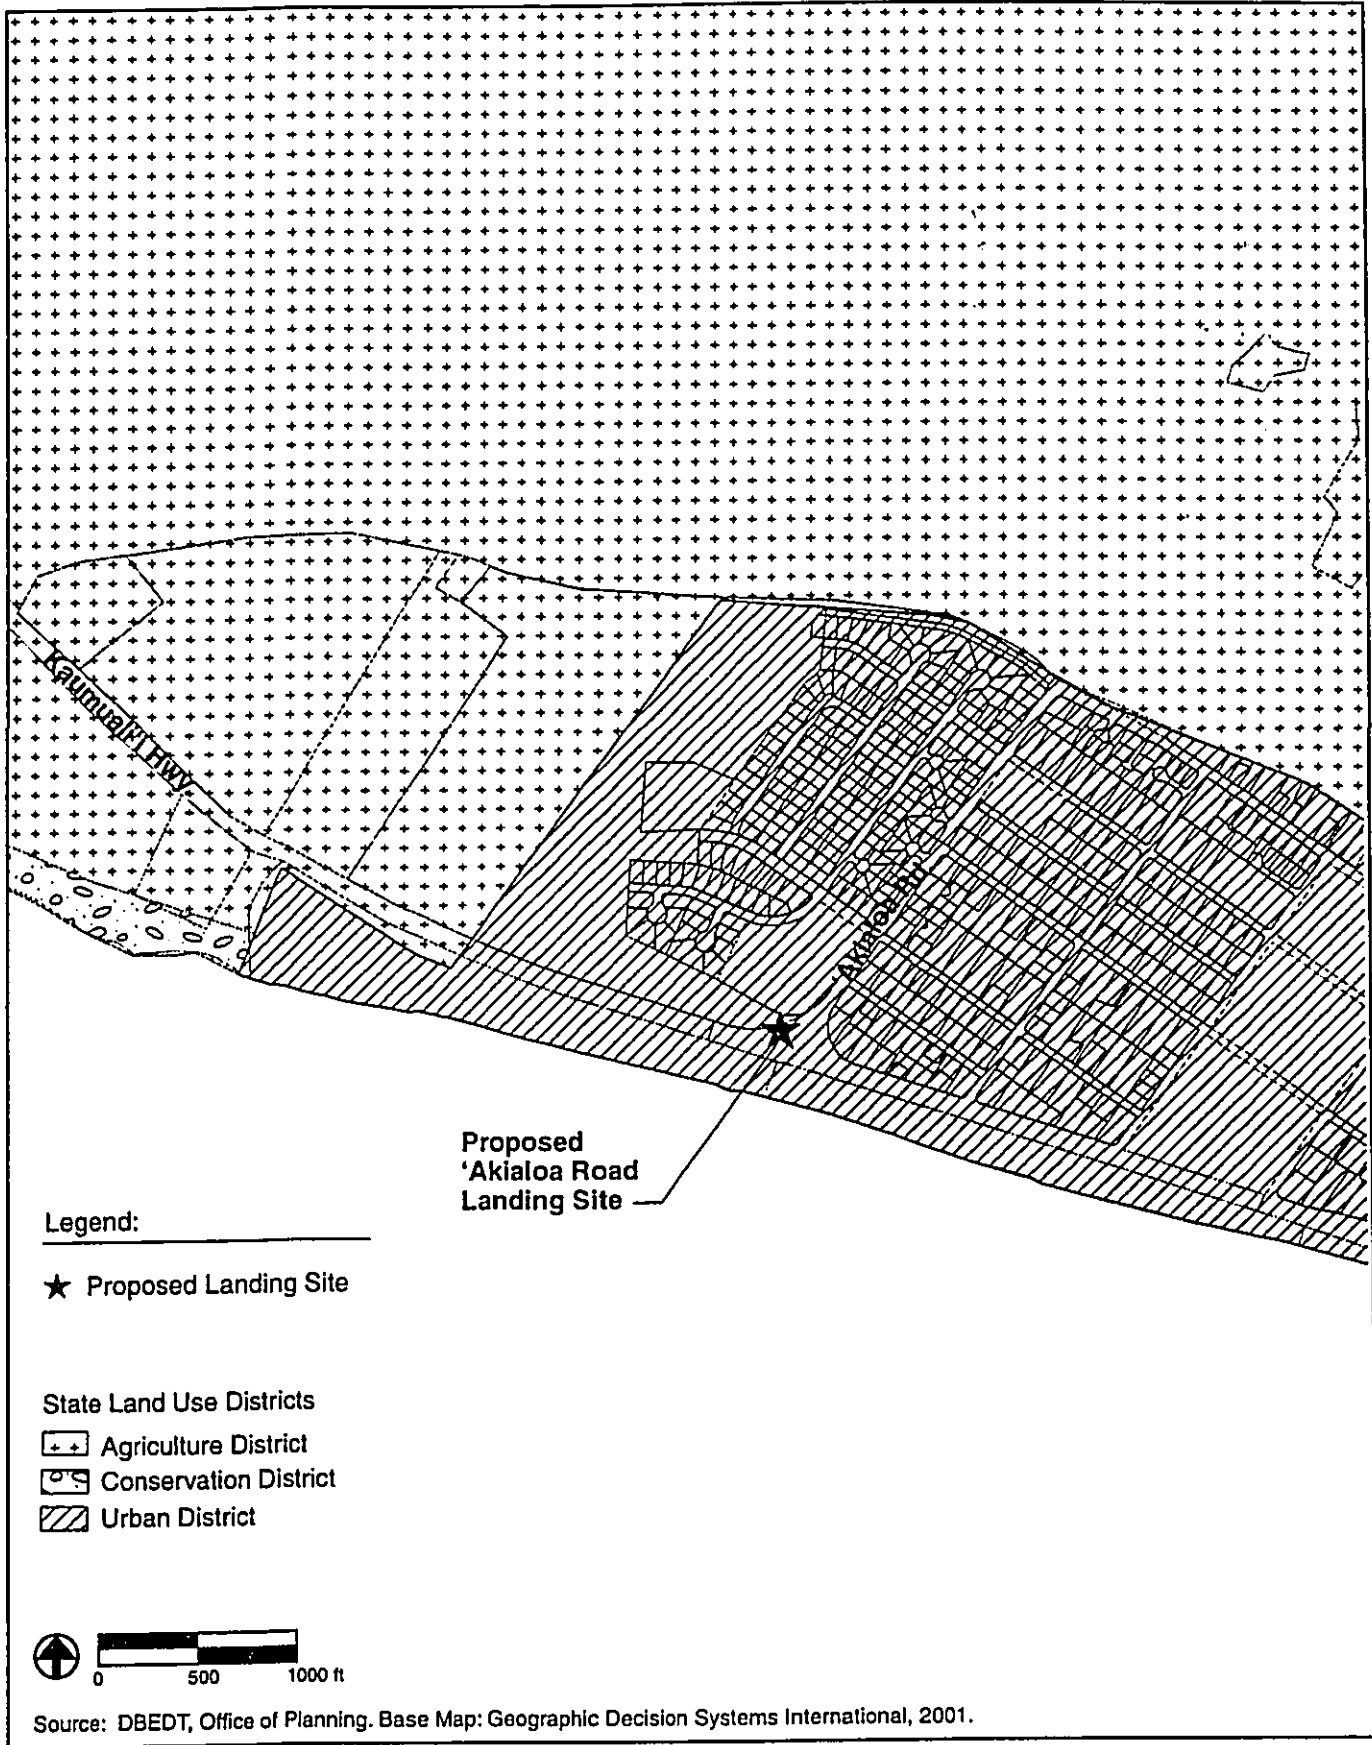 Kaumuali'i Hwy
'Akialoa Rd
Proposed
‘Akialoa Road
Landing Site
Legend:
Proposed Landing Site
State Land Use Districts
Agriculture District
Conservation District
Urban District
0 500 1000 ft
Source: DBEDT, Office of Planning. Base Map: Geographic Decision Systems International, 2001.